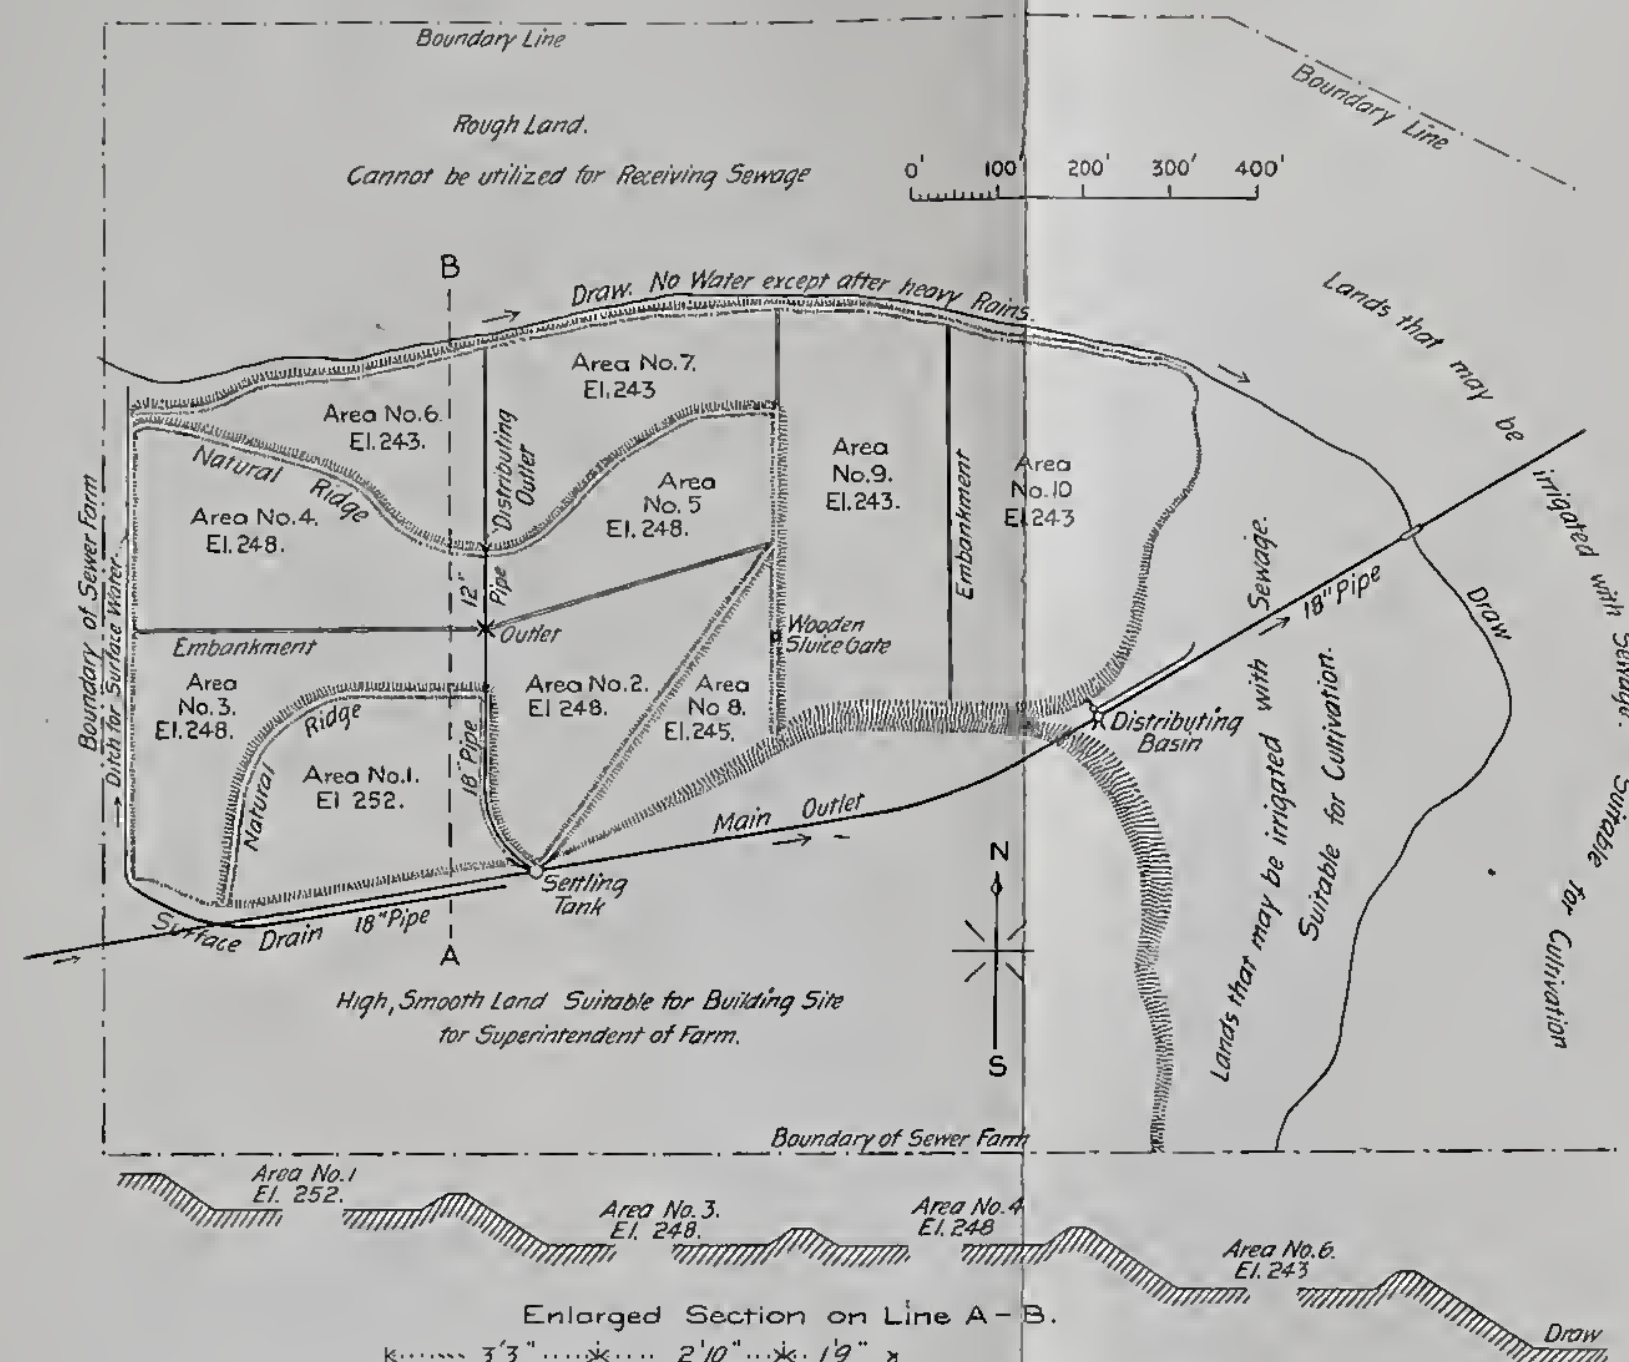 Boundary Line
Boundary Line
Rough Land.
Cannot be utilized for Receiving Sewage
0' 100' 200' 300' 400'
B
Draw. No Water except after heavy Rains.
Lands that may be irrigated with Sewage. Suitable for Cultivation
Area No.7.
El.243
Area No.6.
El.243.
Distributing
Outlet
Natural Ridge
Area No.4.
El.248.
Area
No.5
El.248.
Area
No.9.
El.243.
Embankment
Area
No.10
El 243
Boundary of Sewer Farm
Ditch for Surface Water.
12" Pipe
Outlet
Embankment
Wooden
Sluice Gate
18" Pipe
Draw
Area
No.3.
El.248.
Natural Ridge
Area No.1.
El 252.
18" Pipe
Area No.2.
El 248.
Area
No 8.
El.245.
Distributing
Basin
Lands that may be irrigated with Sewage.
Suitable for Cultivation.
Main Outlet
Settling
Tank
Surface Drain 18" Pipe
A
N
S
High, Smooth Land Suitable for Building Site
for Superintendent of Farm.
Boundary of Sewer Farm
Area No.1
El. 252.
Area No.3.
El. 248.
Area No.4
El.248
Area No.6.
El.243
Draw
Enlarged Section on Line A-B.
3'3" 2'10" 1'9"